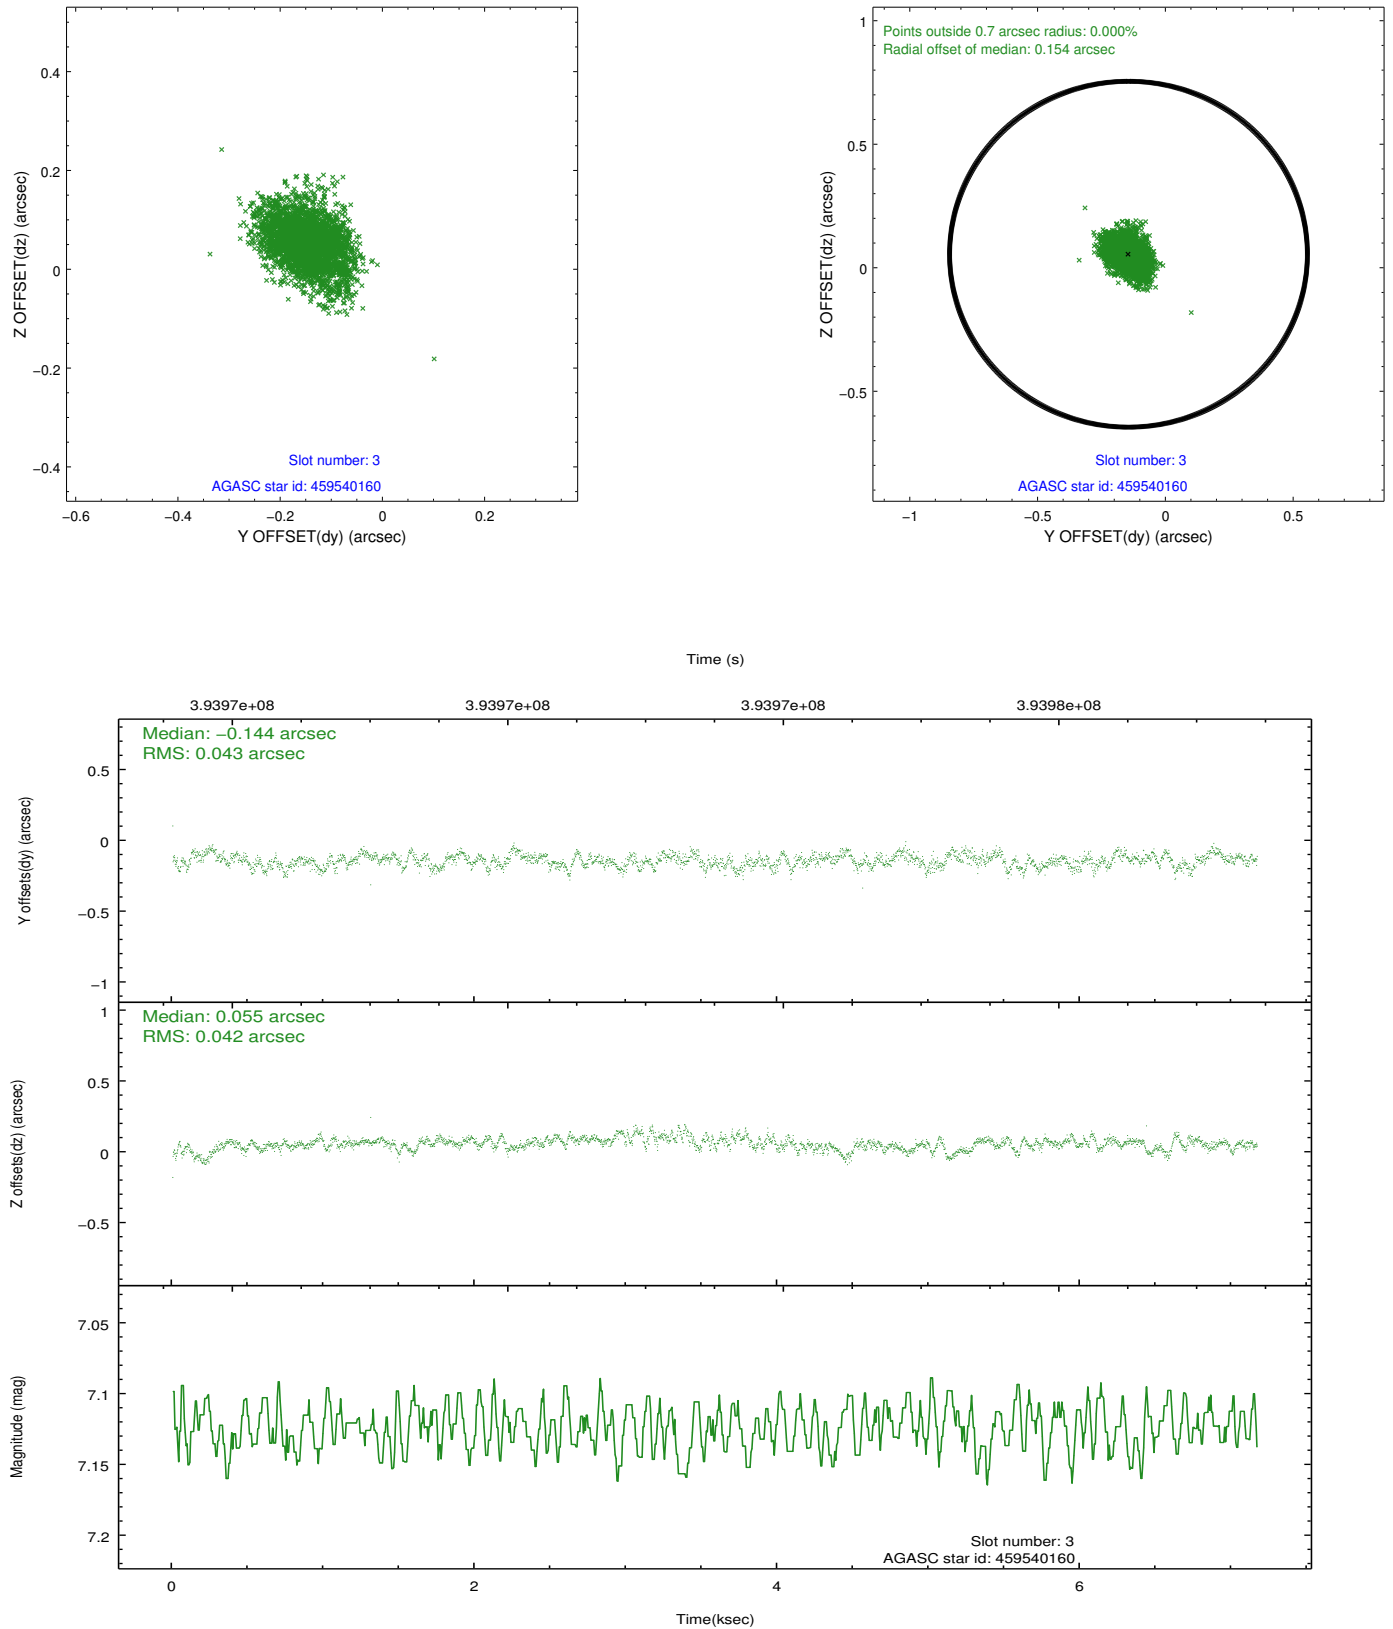 0.4
0.2
0
−0.2
−0.4
Z OFFSET(dz) (arcsec)
Slot number: 3
AGASC star id: 459540160
−0.6 −0.4 −0.2 0 0.2
Y OFFSET(dy) (arcsec)
Points outside 0.7 arcsec radius: 0.000%
Radial offset of median: 0.154 arcsec
1
0.5
0
−0.5
Z OFFSET(dz) (arcsec)
Slot number: 3
AGASC star id: 459540160
−1 −0.5 0 0.5
Y OFFSET(dy) (arcsec)
Time (s)
3.9397e+08 3.9397e+08 3.9397e+08 3.9398e+08
Median: −0.144 arcsec
RMS: 0.043 arcsec
0.5
0
−0.5
−1
Y offsets(dy) (arcsec)
Median: 0.055 arcsec
RMS: 0.042 arcsec
1
0.5
0
−0.5
Z offsets(dz) (arcsec)
7.05
7.1
7.15
7.2
Magnitude (mag)
Slot number: 3
AGASC star id: 459540160
0 2 4 6
Time(ksec)